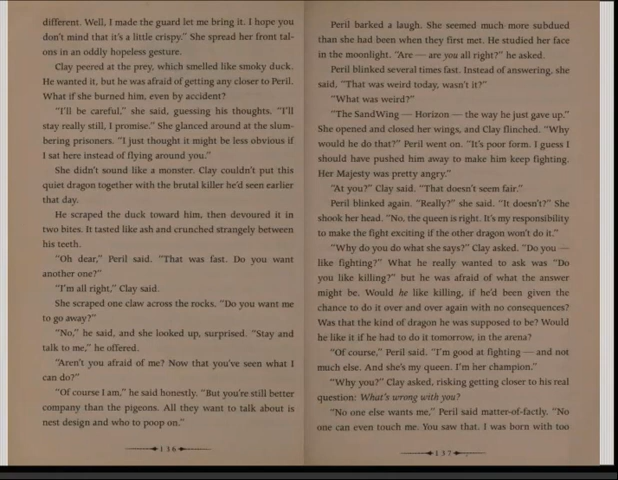 different. Well, I made the guard let me bring it. I hope you
don't mind that it's a little crispy." She spread her front tal-
ons in an oddly hopeless gesture.
Clay peered at the prey, which smelled like smoky duck.
He wanted it, but he was afraid of getting any closer to Peril.
What if she burned him, even by accident?
"I'll be careful," she said, guessing his thoughts. "I'll
stay really still, I promise." She glanced around at the slum-
bering prisoners. "I just thought it might be less obvious if
I sat here instead of flying around you."
She didn't sound like a monster. Clay couldn't put this
quiet dragon together with the brutal killer he'd seen earlier
that day.
He scraped the duck toward him, then devoured it in
two bites. It tasted like ash and crunched strangely between
his teeth.
"Oh dear," Peril said. "That was fast. Do you want
another one?"
"I'm all right," Clay said.
She scraped one claw across the rocks. "Do you want me
to go away?"
"No," he said, and she looked up, surprised. "Stay and
talk to me," he offered.
"Aren't you afraid of me? Now that you've seen what I
can do?"
"Of course I am," he said honestly. "But you're still better
company than the pigeons. All they want to talk about is
nest design and who to poop on."
136
Peril barked a laugh. She seemed much more subdued
than she had been when they first met. He studied her face
in the moonlight. "Are — are you all right?" he asked.
Peril blinked several times fast. Instead of answering, she
said, "That was weird today, wasn't it?"
"What was weird?"
"The SandWing — Horizon — the way he just gave up."
She opened and closed her wings, and Clay flinched. "Why
would he do that?" Peril went on. "It's poor form. I guess I
should have pushed him away to make him keep fighting.
Her Majesty was pretty angry."
"At you?" Clay said. "That doesn't seem fair."
Peril blinked again. "Really?" she said. "It doesn't?" She
shook her head. "No, the queen is right. It's my responsibility
to make the fight exciting if the other dragon won't do it."
"Why do you do what she says?" Clay asked. "Do you —
like fighting?" What he really wanted to ask was "Do
you like killing?" but he was afraid of what the answer
might be. Would he like killing, if he'd been given the
chance to do it over and over again with no consequences?
Was that the kind of dragon he was supposed to be? Would
he like it if he had to do it tomorrow, in the arena?
"Of course," Peril said. "I'm good at fighting — and not
much else. And she's my queen. I'm her champion."
"Why you?" Clay asked, risking getting closer to his real
question: What's wrong with you?
"No one else wants me," Peril said matter-of-factly. "No
one can even touch me. You saw that. I was born with too
137